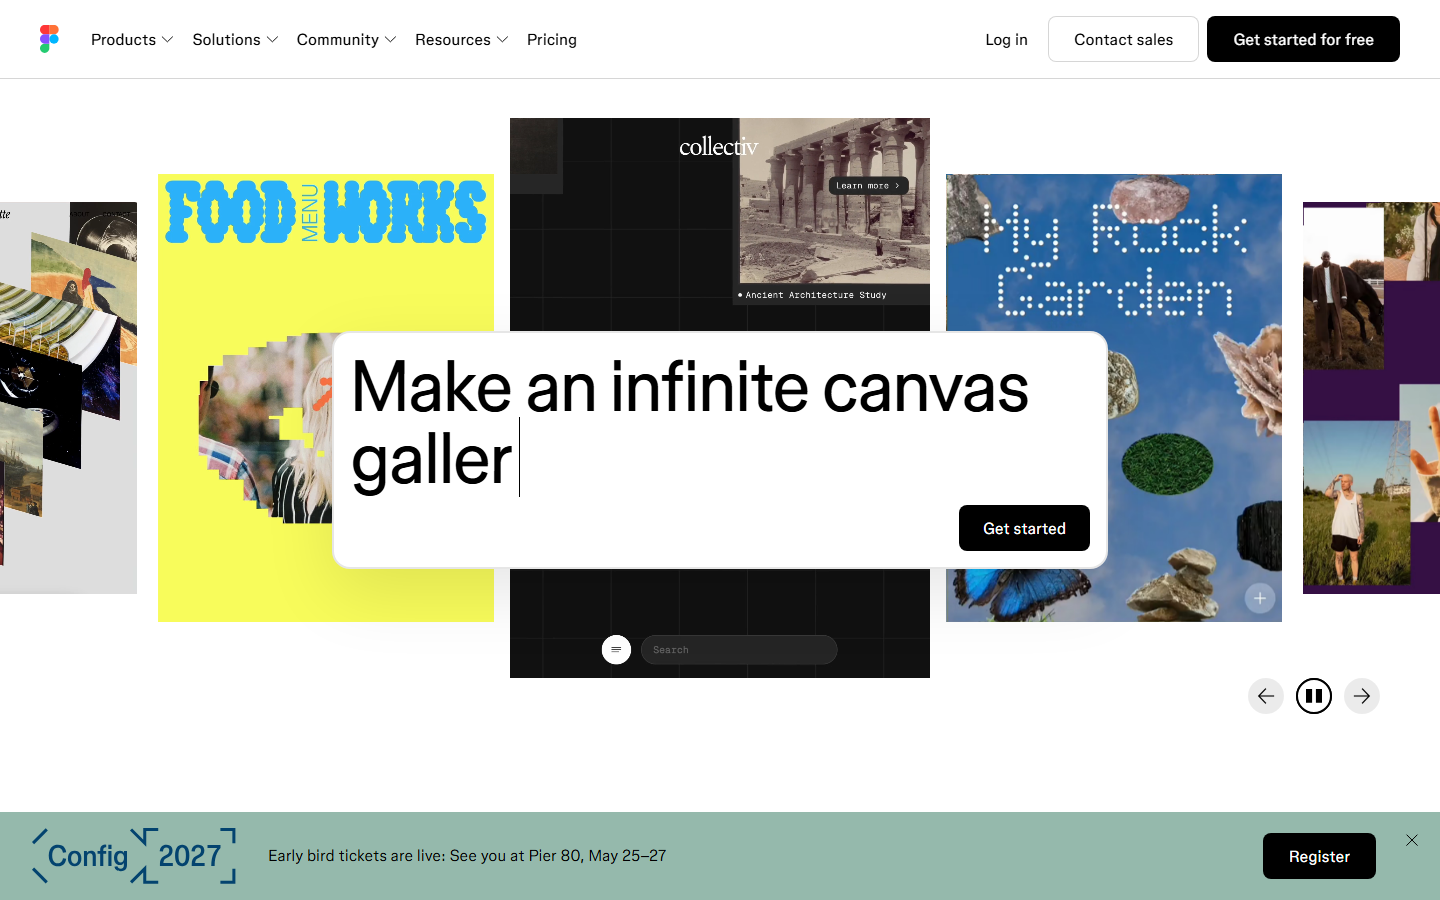 Products
Solutions
Community
Resources
Pricing
Log in
Contact sales
Get started for free
FOOD MENU WORKS
collectiv
Learn more >
Ancient Architecture Study
My Rock
Garden
Make an infinite canvas
galler
Get started
Search
Config 2027
Early bird tickets are live: See you at Pier 80, May 25–27
Register